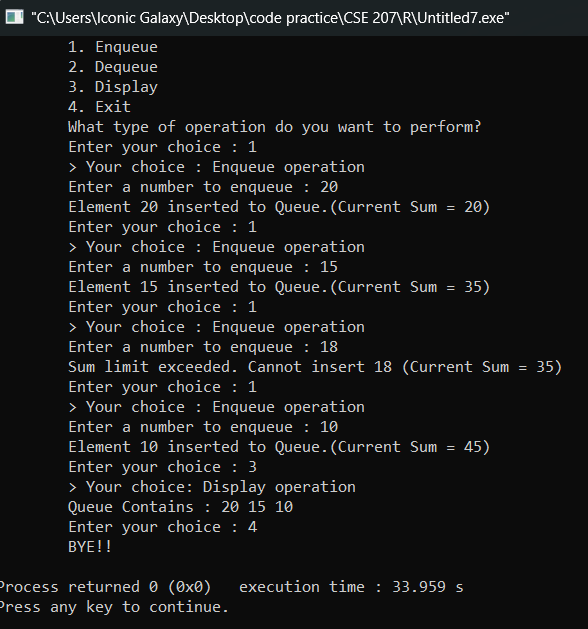 "C:\Users\Iconic Galaxy\Desktop\code practice\CSE 207\R\Untitled7.exe"
1. Enqueue
2. Dequeue
3. Display
4. Exit
What type of operation do you want to perform?
Enter your choice : 1
> Your choice : Enqueue operation
Enter a number to enqueue : 20
Element 20 inserted to Queue.(Current Sum = 20)
Enter your choice : 1
> Your choice : Enqueue operation
Enter a number to enqueue : 15
Element 15 inserted to Queue.(Current Sum = 35)
Enter your choice : 1
> Your choice : Enqueue operation
Enter a number to enqueue : 18
Sum limit exceeded. Cannot insert 18 (Current Sum = 35)
Enter your choice : 1
> Your choice : Enqueue operation
Enter a number to enqueue : 10
Element 10 inserted to Queue.(Current Sum = 45)
Enter your choice : 3
> Your choice: Display operation
Queue Contains : 20 15 10
Enter your choice : 4
BYE!!
Process returned 0 (0x0)   execution time : 33.959 s
Press any key to continue.